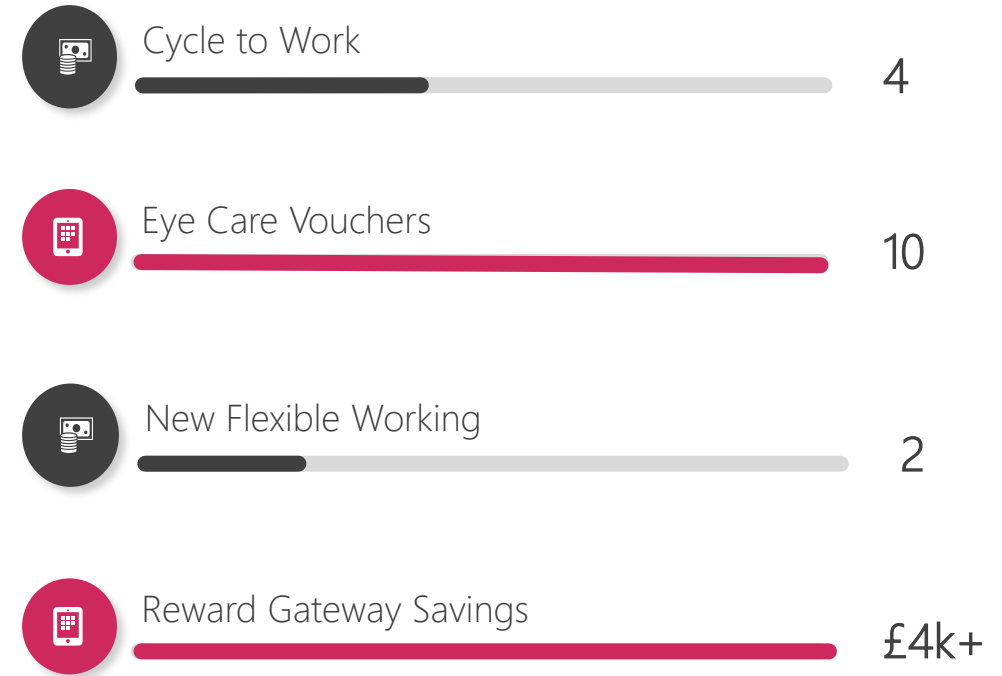 Cycle to Work
4
Eye Care Vouchers
10
New Flexible Working
2
Reward Gateway Savings
£4k+